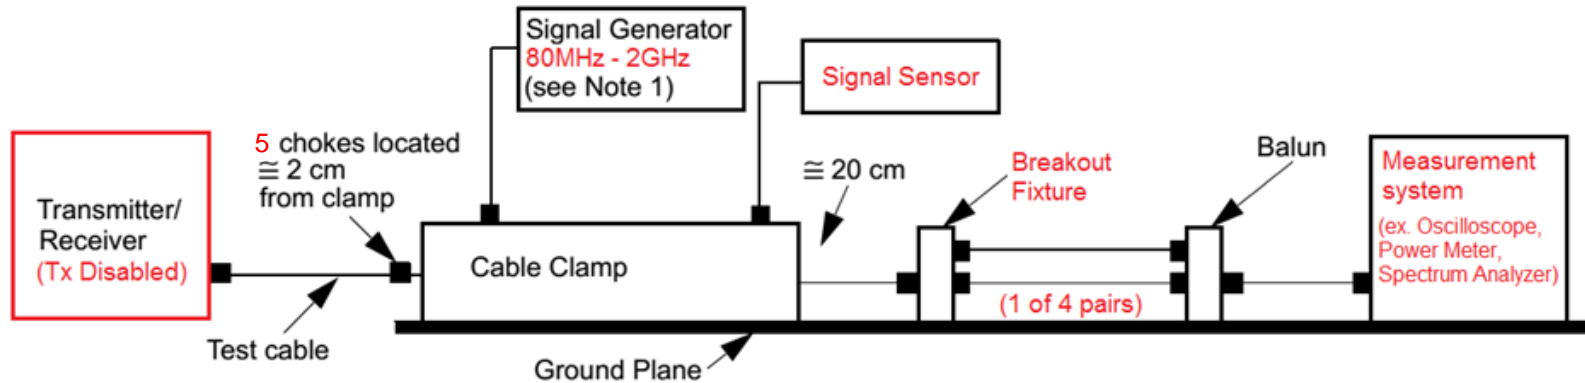 Signal Generator
80MHz - 2GHz
(see Note 1)
Signal Sensor
5 chokes located
≅ 2 cm
from clamp
≅ 20 cm
Breakout
Fixture
Balun
Measurement
system
(ex. Oscilloscope,
Power Meter,
Spectrum Analyzer)
Transmitter/
Receiver
(Tx Disabled)
Cable Clamp
(1 of 4 pairs)
Test cable
Ground Plane